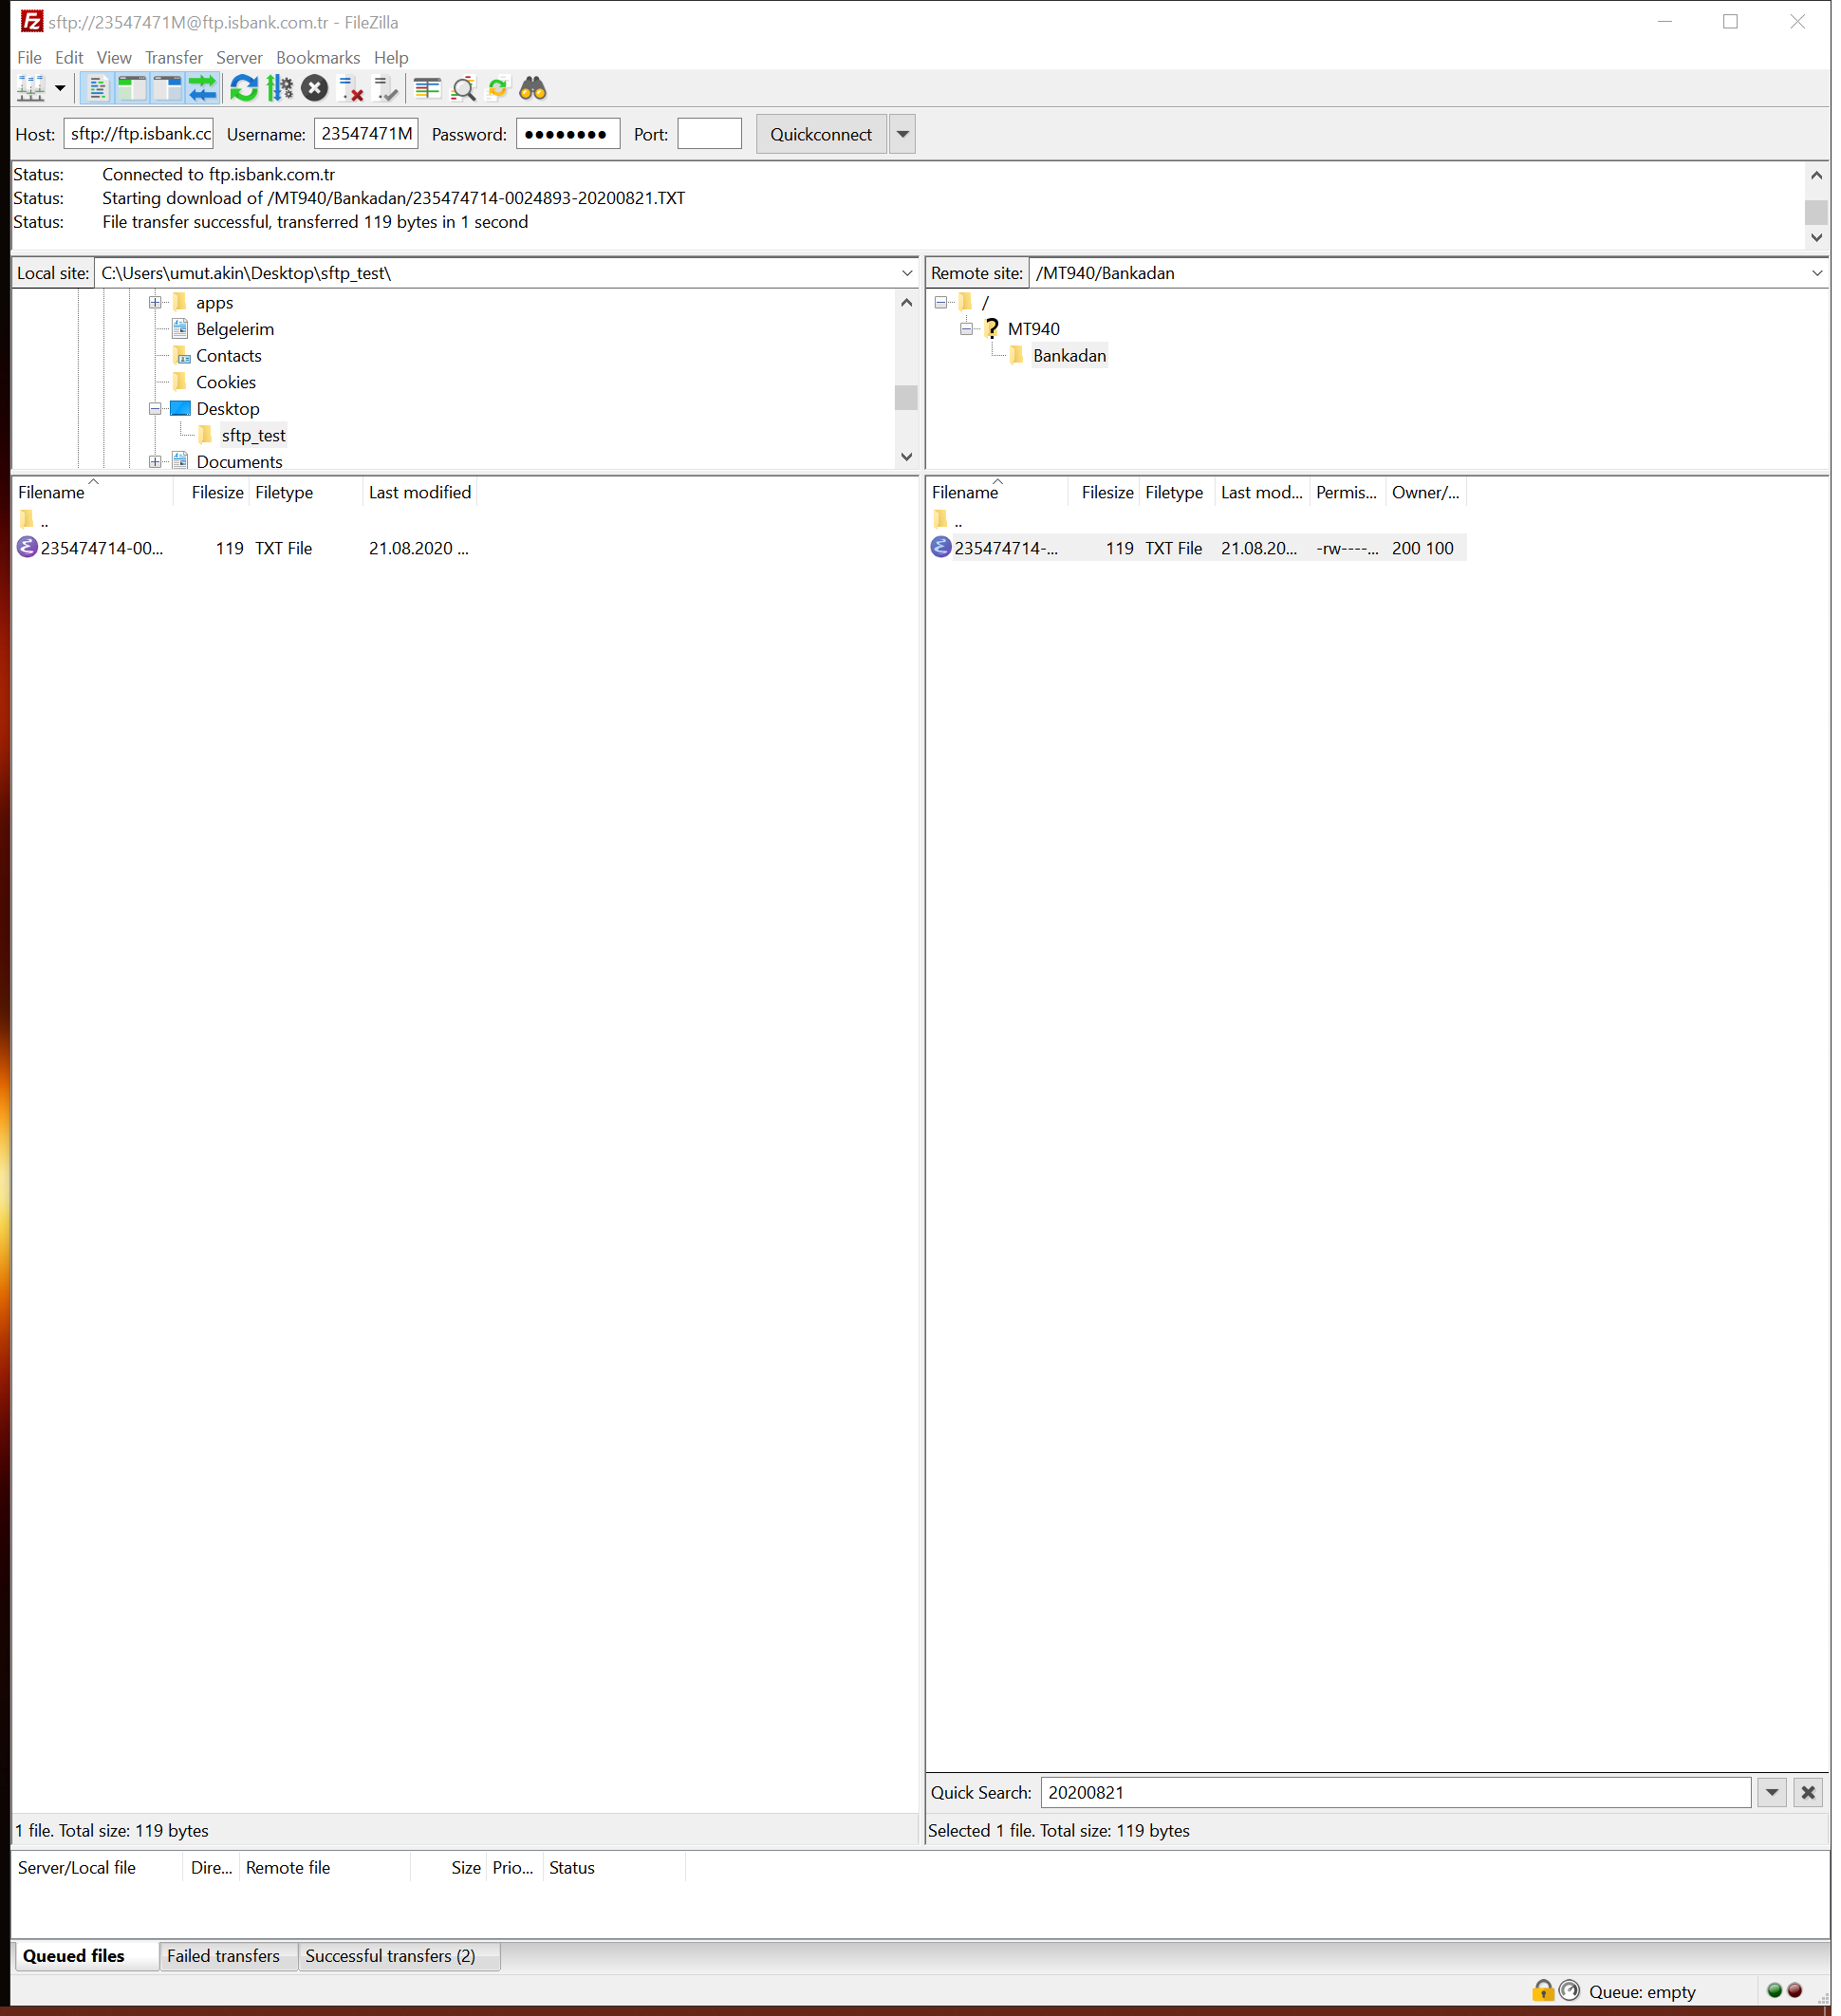 sftp://23547471M@ftp.isbank.com.tr - FileZilla
File Edit View Transfer Server Bookmarks Help
Host: sftp://ftp.isbank.cc Username: 23547471M Password: ●●●●●●●● Port: Quickconnect
Status: Connected to ftp.isbank.com.tr
Status: Starting download of /MT940/Bankadan/235474714-0024893-20200821.TXT
Status: File transfer successful, transferred 119 bytes in 1 second
Local site: C:\Users\umut.akin\Desktop\sftp_test\
apps
Belgelerim
Contacts
Cookies
Desktop
sftp_test
Documents
Remote site: /MT940/Bankadan
/
MT940
Bankadan
Filename Filesize Filetype Last modified
..
235474714-00... 119 TXT File 21.08.2020 ...
1 file. Total size: 119 bytes
Filename Filesize Filetype Last mod... Permis... Owner/...
..
235474714-... 119 TXT File 21.08.20... -rw----... 200 100
Quick Search: 20200821
Selected 1 file. Total size: 119 bytes
Server/Local file Dire... Remote file Size Prio... Status
Queued files Failed transfers Successful transfers (2)
Queue: empty